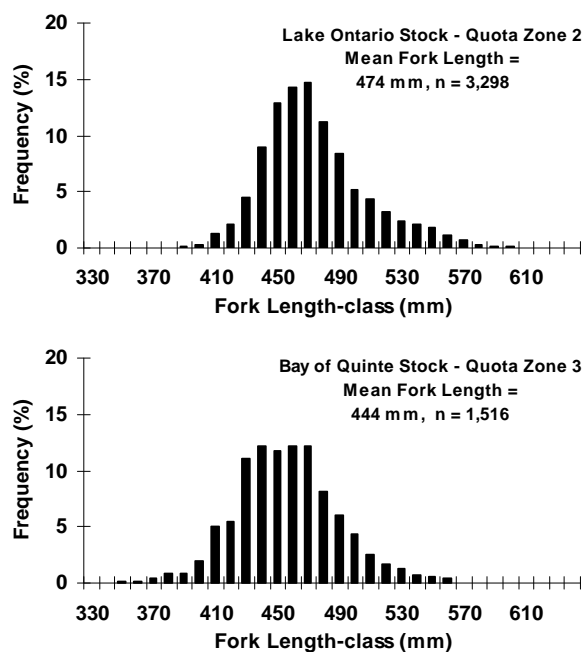 Lake Ontario Stock - Quota Zone 2
Mean Fork Length =
474 mm, n = 3,298
Frequency (%)
20
15
10
5
0
330 370 410 450 490 530 570 610
Fork Length-class (mm)
Bay of Quinte Stock - Quota Zone 3
Mean Fork Length =
444 mm, n = 1,516
Frequency (%)
20
15
10
5
0
330 370 410 450 490 530 570 610
Fork Length-class (mm)